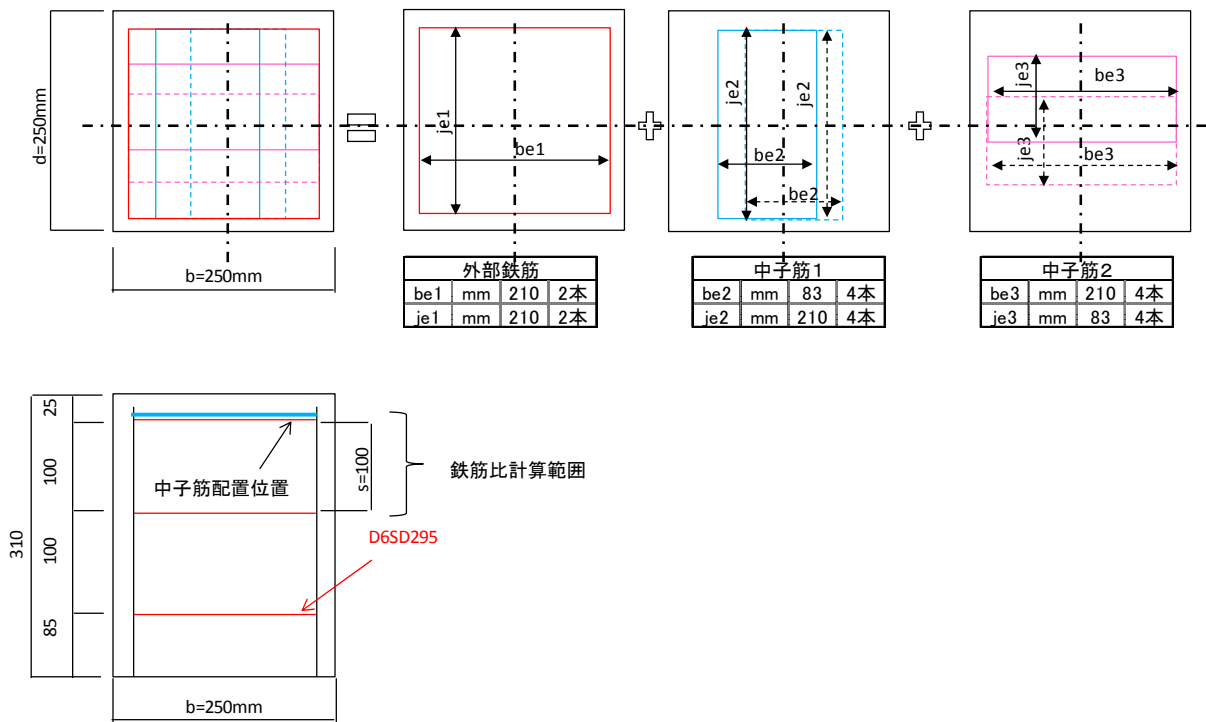 d=250mm
b=250mm
je1
be1
je2
je2
be2
be2
je3
be3
je3
be3
外部鉄筋
be1 mm 210 2本
je1 mm 210 2本
中子筋1
be2 mm 83 4本
je2 mm 210 4本
中子筋2
be3 mm 210 4本
je3 mm 83 4本
25
100
100
85
310
s=100
中子筋配置位置
鉄筋比計算範囲
D6SD295
b=250mm